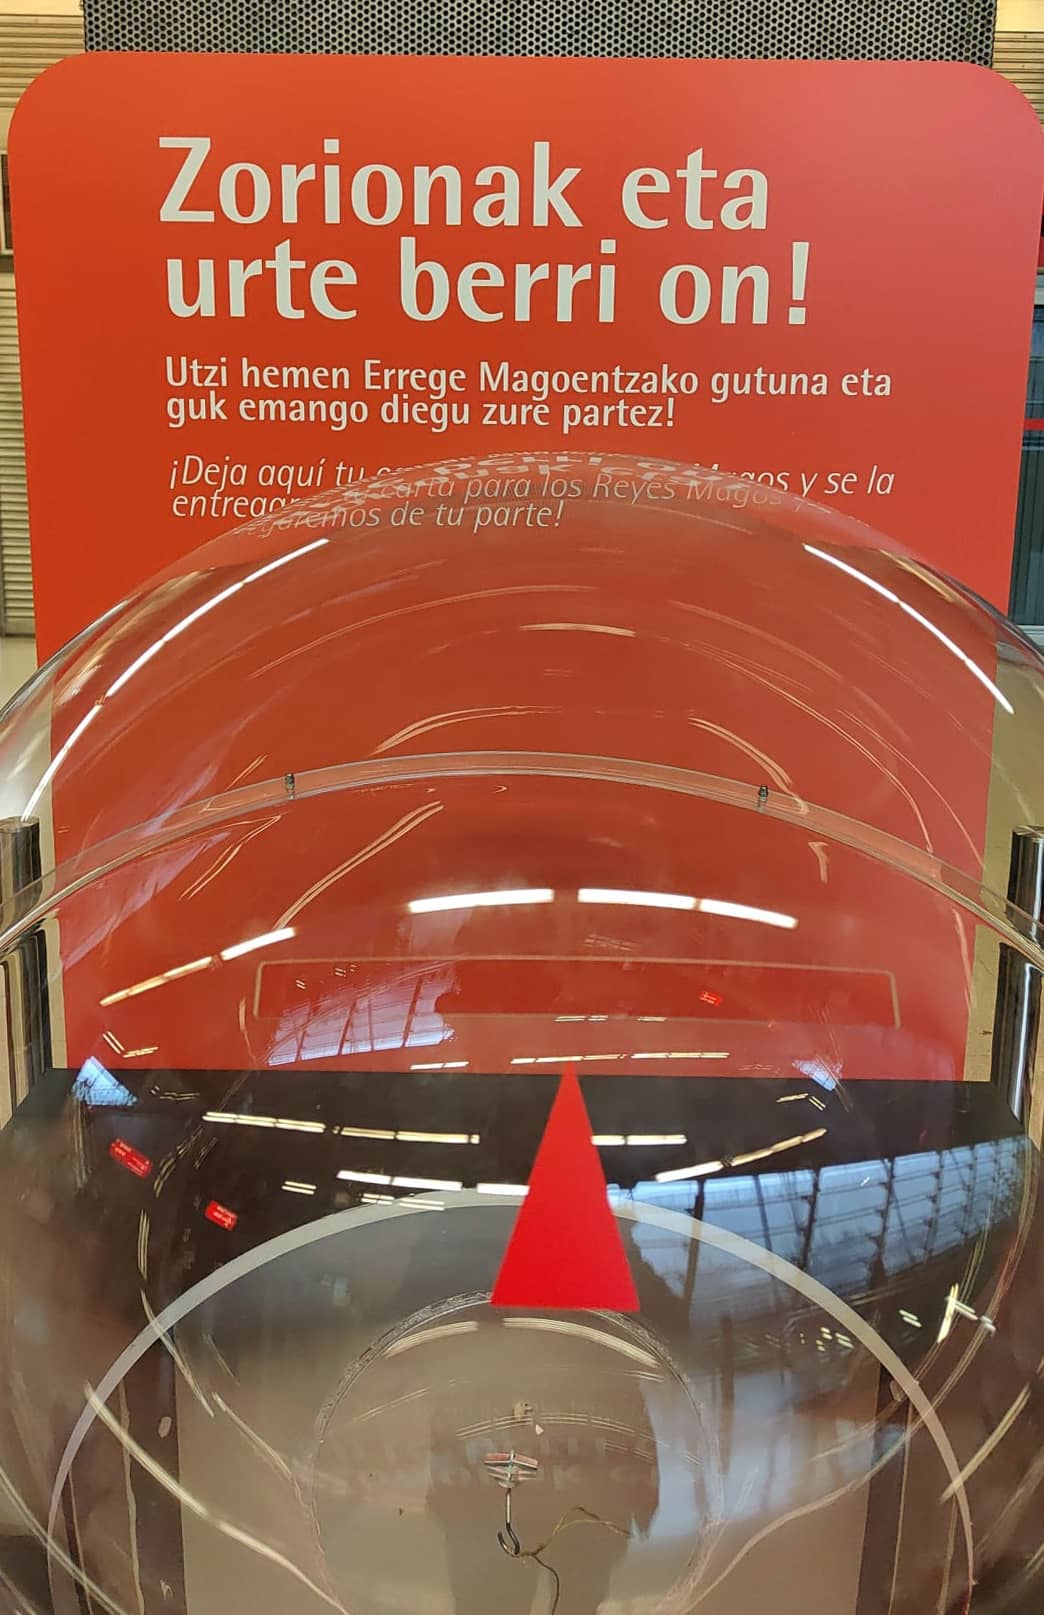 Zorionak eta
urte berri on!
Utzi hemen Errege Magoentzako gutuna eta
guk emango diegu zure partez!
¡Deja aquí tu carta para los Reyes Magos y se la
entregaremos de tu parte!